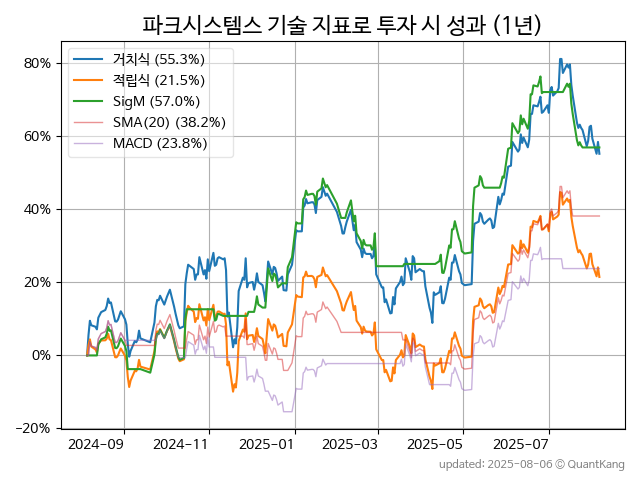 파크시스템스 기술 지표로 투자 시 성과 (1년)
거치식 (55.3%)
적립식 (21.5%)
SigM (57.0%)
SMA(20) (38.2%)
MACD (23.8%)
80%
60%
40%
20%
0%
−20%
2024-09 2024-11 2025-01 2025-03 2025-05 2025-07
updated: 2025-08-06 © QuantKang